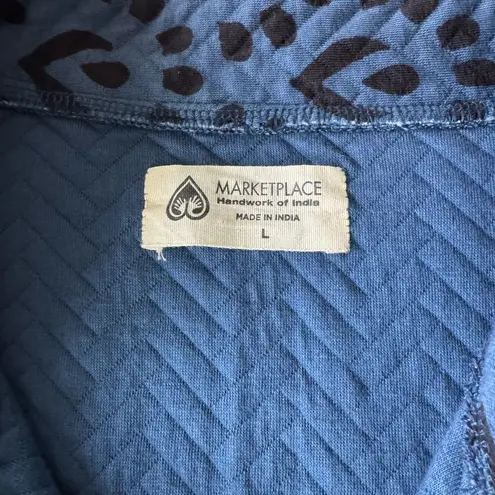 MARKETPLACE
Handwork of India
MADE IN INDIA
L